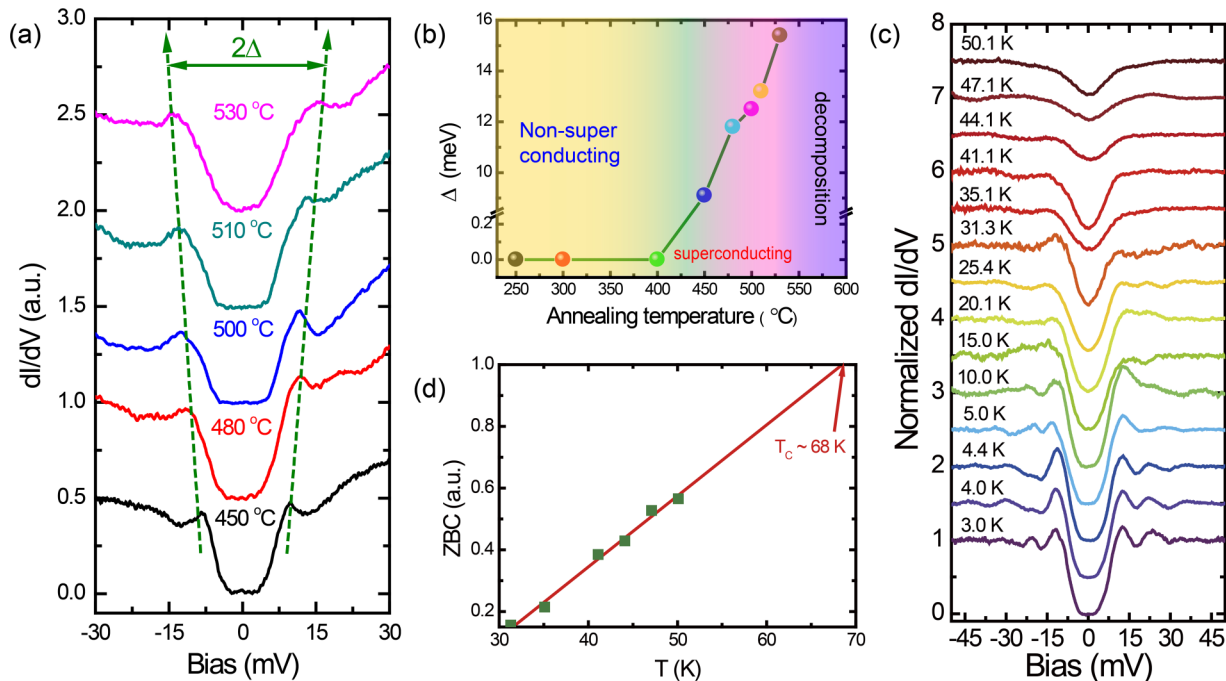 (a)
2Δ
530 °C
510 °C
500 °C
480 °C
450 °C
3.0
2.5
2.0
1.5
1.0
0.5
0.0
dI/dV (a.u.)
-30 -15 0 15 30
Bias (mV)
(b)
16
14
12
10
0.2
0.0
Δ (meV)
Non-super
conducting
superconducting
decomposition
250 300 350 400 450 500 550 600
Annealing temperature ( °C)
(d)
1.0
0.8
0.6
0.4
0.2
ZBC (a.u.)
TC ~ 68 K
30 40 50 60 70
T (K)
(c)
8
7
6
5
4
3
2
1
0
Normalized dI/dV
50.1 K
47.1 K
44.1 K
41.1 K
35.1 K
31.3 K
25.4 K
20.1 K
15.0 K
10.0 K
5.0 K
4.4 K
4.0 K
3.0 K
-45 -30 -15 0 15 30 45
Bias (mV)